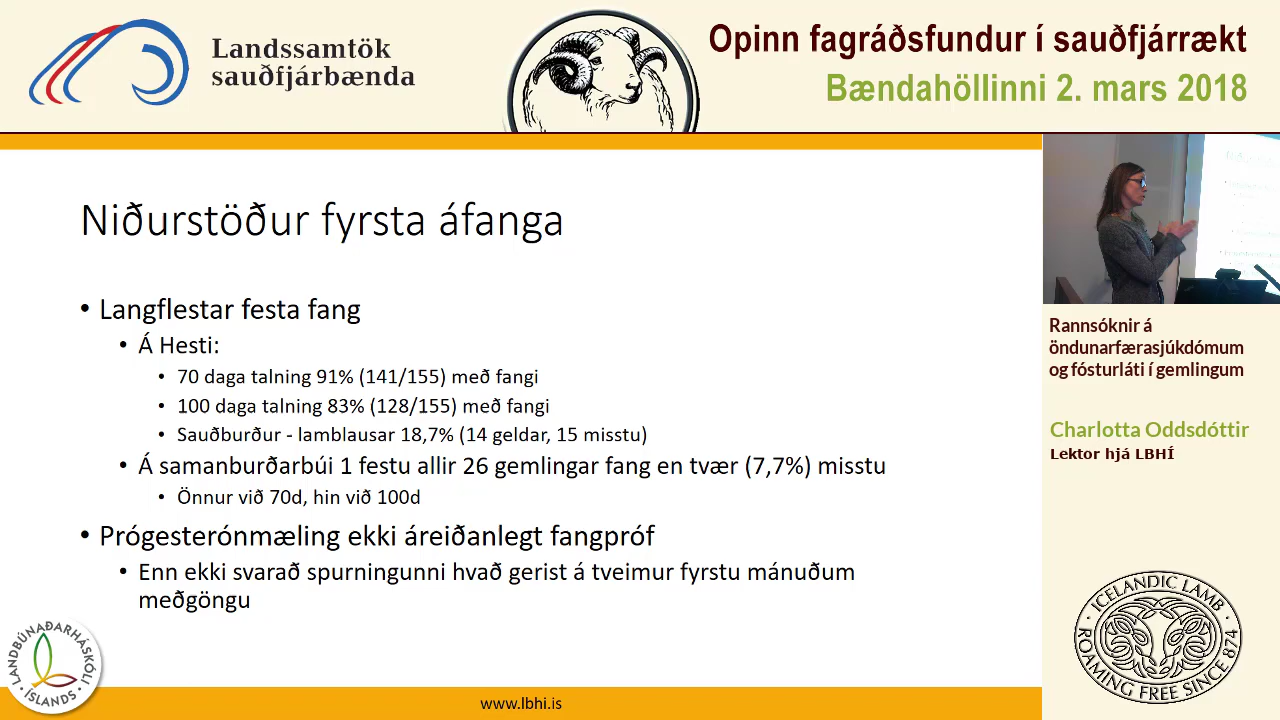 Landssamtök
sauðfjárbænda
Opinn fagráðsfundur í sauðfjárrækt
Bændahöllinni 2. mars 2018
Niðurstöður fyrsta áfanga
• Langflestar festa fang
• Á Hesti:
• 70 daga talning 91% (141/155) með fangi
• 100 daga talning 83% (128/155) með fangi
• Sauðburður - lamblausar 18,7% (14 geldar, 15 misstu)
• Á samanburðarbúi 1 festu allir 26 gemlingar fang en tvær (7,7%) misstu
• Önnur við 70d, hin við 100d
• Prógesterónmæling ekki áreiðanlegt fangpróf
• Enn ekki svarað spurningunni hvað gerist á tveimur fyrstu mánuðum
meðgöngu
LANDBÚNAÐARHÁSKÓLI
ÍSLANDS
www.lbhi.is
Rannsóknir á
öndunarfærasjúkdómum
og fósturláti í gemlingum
Charlotta Oddsdóttir
Lektor hjá LBHÍ
ICELANDIC LAMB
ROAMING FREE SINCE 874